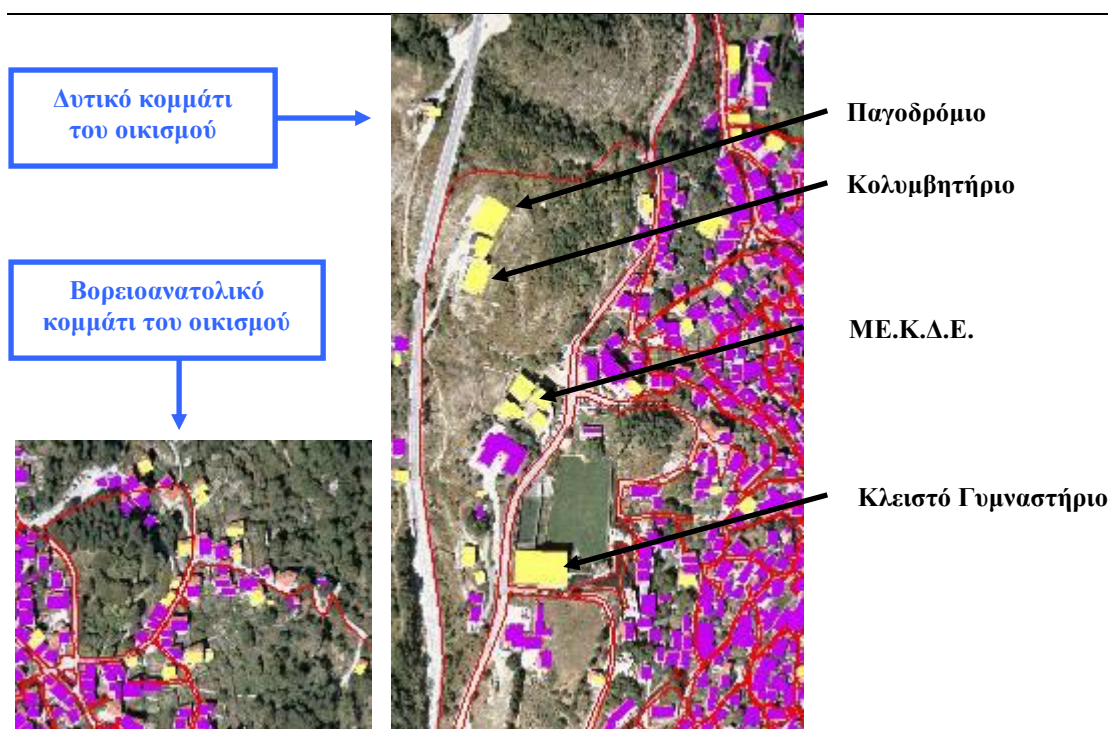 Δυτικό κομμάτι
του οικισμού
Παγοδρόμιο
Κολυμβητήριο
Βορειοανατολικό
κομμάτι του οικισμού
ΜΕ.Κ.Δ.Ε.
Κλειστό Γυμναστήριο